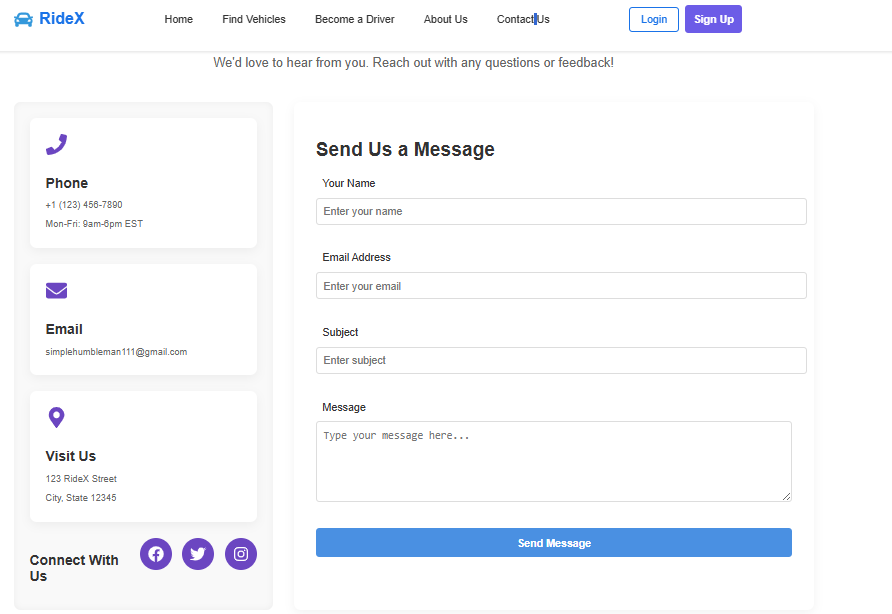 RideX
Home
Find Vehicles
Become a Driver
About Us
Contact Us
Login
Sign Up
We'd love to hear from you. Reach out with any questions or feedback!
Phone
+1 (123) 456-7890
Mon-Fri: 9am-6pm EST
Email
simplehumbleman111@gmail.com
Visit Us
123 RideX Street
City, State 12345
Connect With
Us
Send Us a Message
Your Name
Enter your name
Email Address
Enter your email
Subject
Enter subject
Message
Type your message here...
Send Message